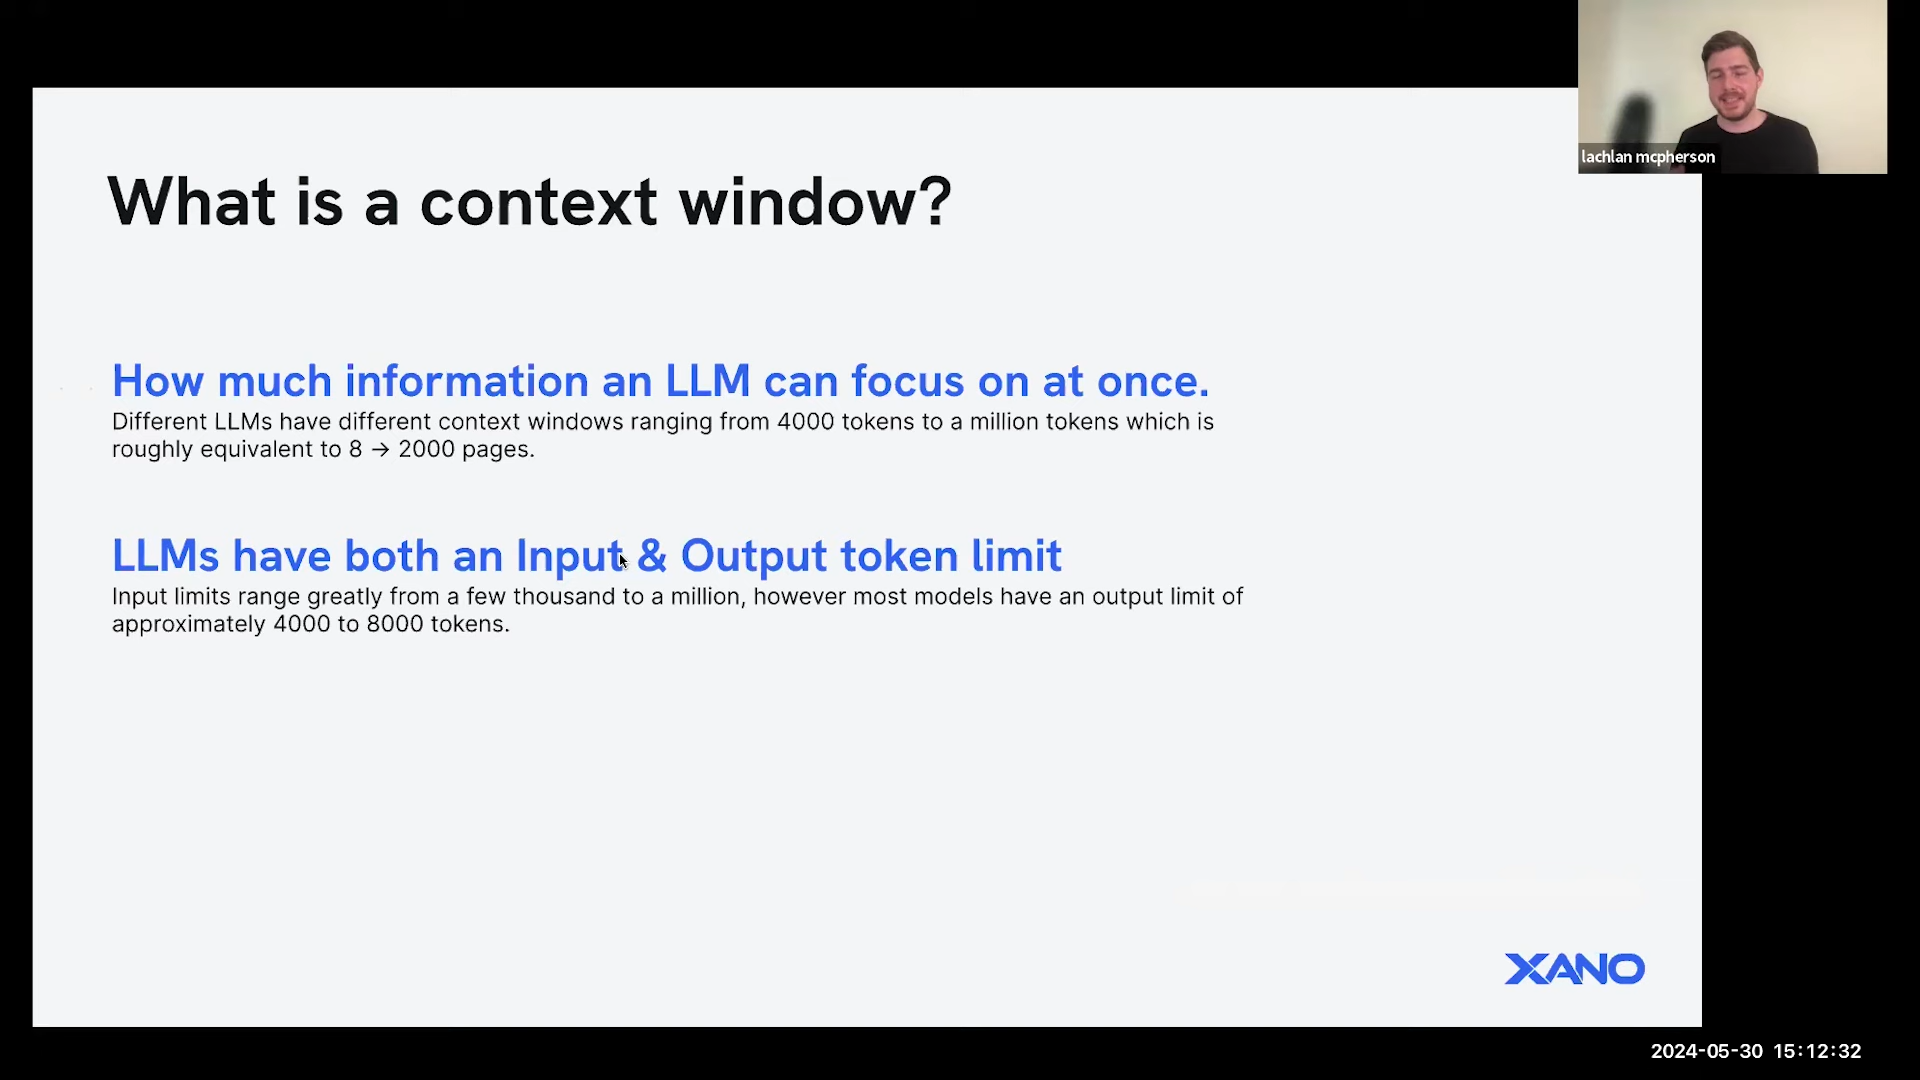 lachlan mcpherson
What is a context window?
How much information an LLM can focus on at once.
Different LLMs have different context windows ranging from 4000 tokens to a million tokens which is
roughly equivalent to 8 → 2000 pages.
LLMs have both an Input & Output token limit
Input limits range greatly from a few thousand to a million, however most models have an output limit of
approximately 4000 to 8000 tokens.
XANO
2024-05-30 15:12:32